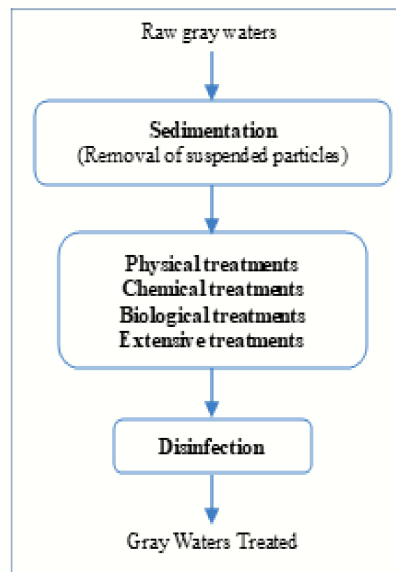 Raw gray waters
Sedimentation
(Removal of suspended particles)
Physical treatments
Chemical treatments
Biological treatments
Extensive treatments
Disinfection
Gray Waters Treated